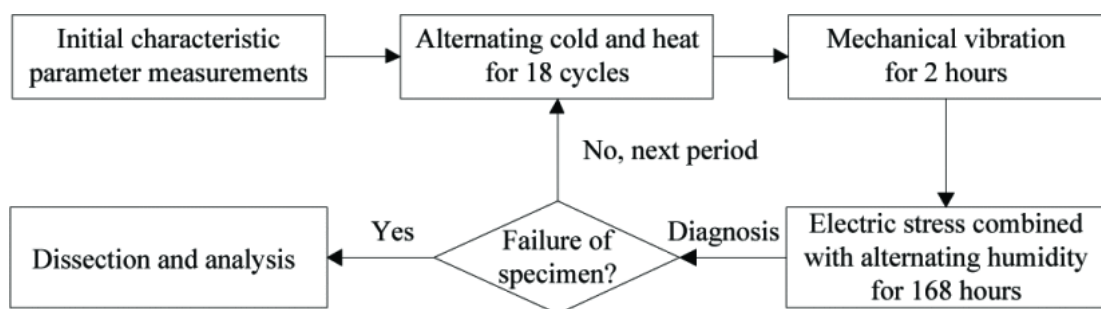 Initial characteristic
parameter measurements
Alternating cold and heat
for 18 cycles
Mechanical vibration
for 2 hours
No, next period
Electric stress combined
with alternating humidity
for 168 hours
Diagnosis
Failure of
specimen?
Yes
Dissection and analysis